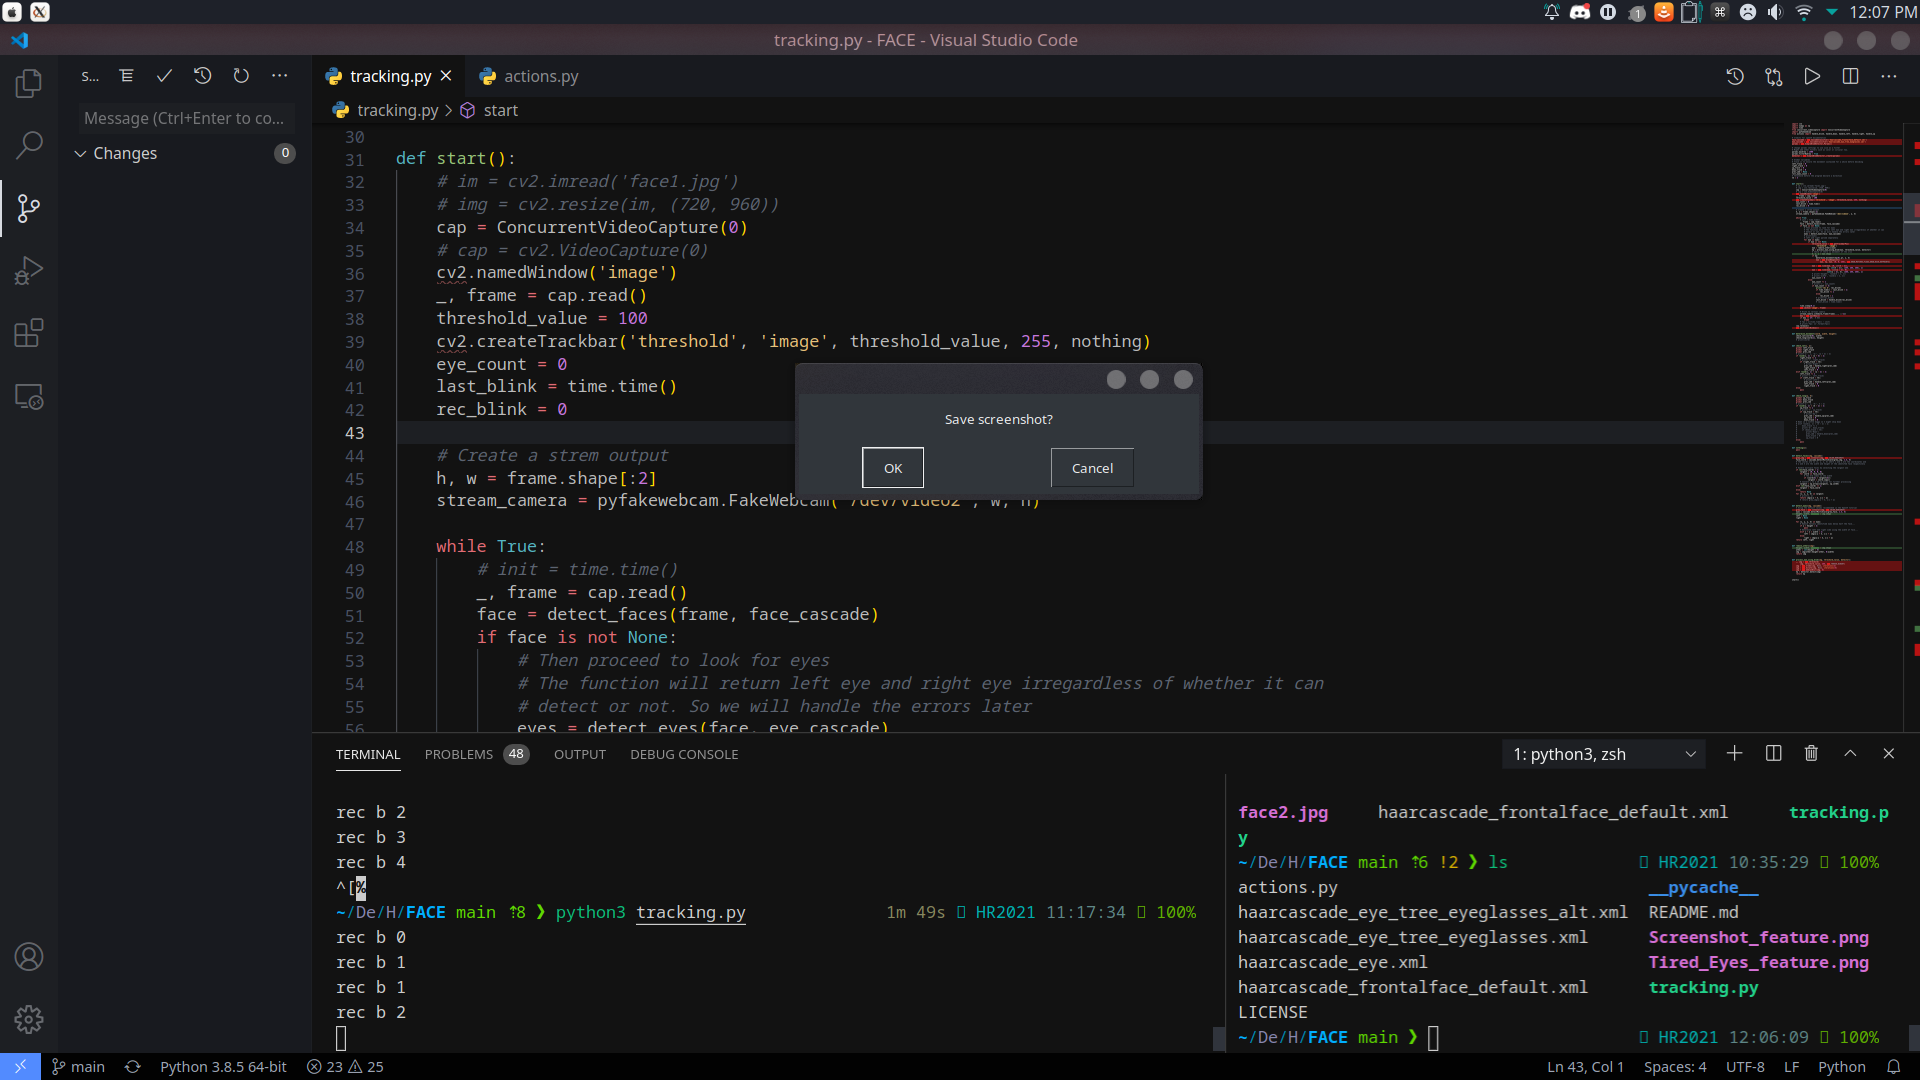 12:07 PM
tracking.py - FACE - Visual Studio Code
S...
tracking.py
actions.py
tracking.py > start
Message (Ctrl+Enter to co...
Changes 0
30
31 def start():
32 # im = cv2.imread('face1.jpg')
33 # img = cv2.resize(im, (720, 960))
34 cap = ConcurrentVideoCapture(0)
35 # cap = cv2.VideoCapture(0)
36 cv2.namedWindow('image')
37 _, frame = cap.read()
38 threshold_value = 100
39 cv2.createTrackbar('threshold', 'image', threshold_value, 255, nothing)
40 eye_count = 0
41 last_blink = time.time()
42 rec_blink = 0
43
44 # Create a strem output
45 h, w = frame.shape[:2]
46 stream_camera = pyfakewebcam.FakeWebcam('/dev/video2', w, h)
47
48 while True:
49 # init = time.time()
50 _, frame = cap.read()
51 face = detect_faces(frame, face_cascade)
52 if face is not None:
53 # Then proceed to look for eyes
54 # The function will return left eye and right eye irregardless of whether it can
55 # detect or not. So we will handle the errors later
56 eyes = detect_eyes(face, eye_cascade)
Save screenshot?
OK
Cancel
TERMINAL PROBLEMS 48 OUTPUT DEBUG CONSOLE
1: python3, zsh
rec b 2
rec b 3
rec b 4
^[%
~/De/H/FACE main ⇡8 ❯ python3 tracking.py 1m 49s HR2021 11:17:34 100%
rec b 0
rec b 1
rec b 1
rec b 2
face2.jpg haarcascade_frontalface_default.xml tracking.p
y
~/De/H/FACE main ⇡6 !2 ❯ ls HR2021 10:35:29 100%
actions.py __pycache__
haarcascade_eye_tree_eyeglasses_alt.xml README.md
haarcascade_eye_tree_eyeglasses.xml Screenshot_feature.png
haarcascade_eye.xml Tired_Eyes_feature.png
haarcascade_frontalface_default.xml tracking.py
LICENSE
~/De/H/FACE main ❯ HR2021 12:06:09 100%
main Python 3.8.5 64-bit 23 25
Ln 43, Col 1 Spaces: 4 UTF-8 LF Python